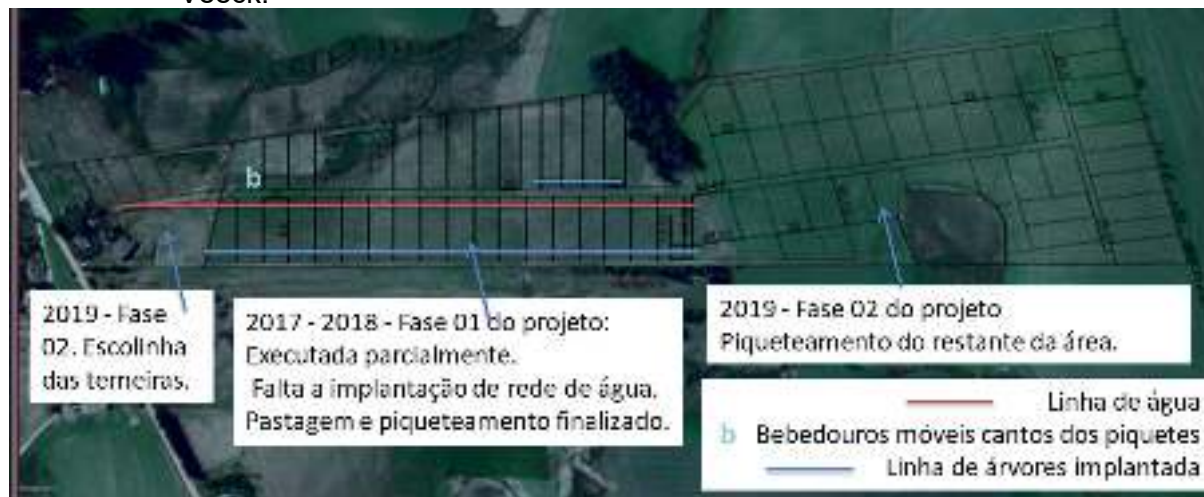 2019 - Fase
02. Escolinha
das terneiras.
2017 - 2018 - Fase 01 do projeto:
Executada parcialmente.
Falta a implantação de rede de água.
Pastagem e piqueteamento finalizado.
2019 - Fase 02 do projeto
Piqueteamento do restante da área.
b
Linha de água
b Bebedouros móveis cantos dos piquetes
Linha de árvores implantada